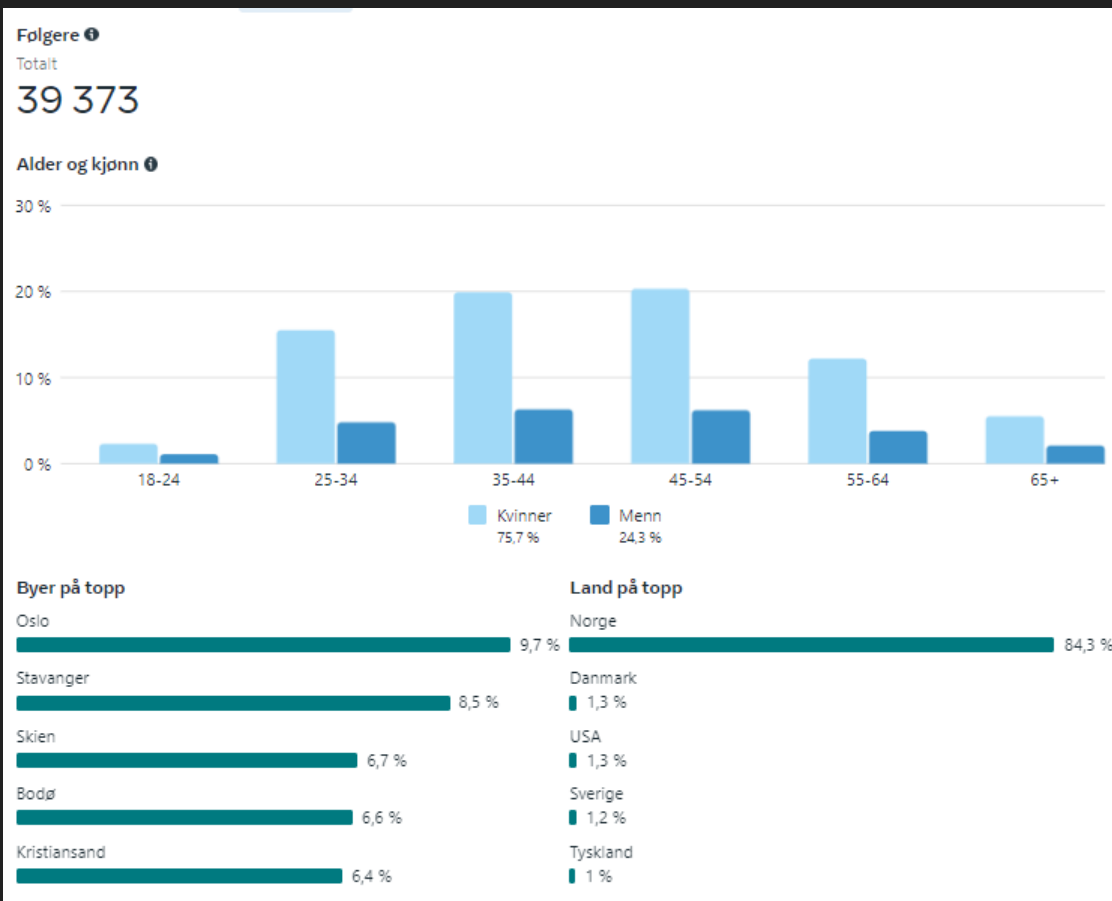 Følgere
Totalt
39 373
Alder og kjønn
30 %
20 %
10 %
0 %
18-24 25-34 35-44 45-54 55-64 65+
Kvinner Menn
75,7 % 24,3 %
Byer på topp
Oslo
9,7 %
Stavanger
8,5 %
Skien
6,7 %
Bodø
6,6 %
Kristiansand
6,4 %
Land på topp
Norge
84,3 %
Danmark
1,3 %
USA
1,3 %
Sverige
1,2 %
Tyskland
1 %